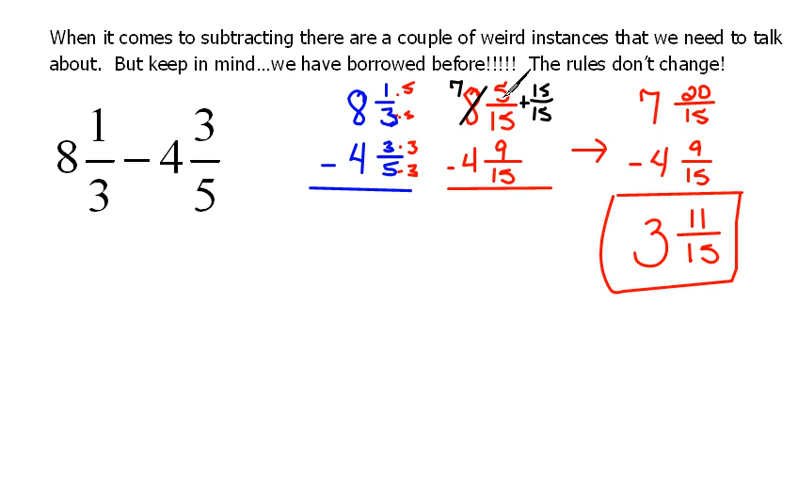 When it comes to subtracting there are a couple of weird instances that we need to talk
about. But keep in mind...we have borrowed before!!!!! The rules don't change!
8 1/3 − 4 3/5
8 1·5/3·5
- 4 3·3/5·3
7 8 5/15 + 15/15
- 4 9/15
→
7 20/15
- 4 9/15
3 11/15